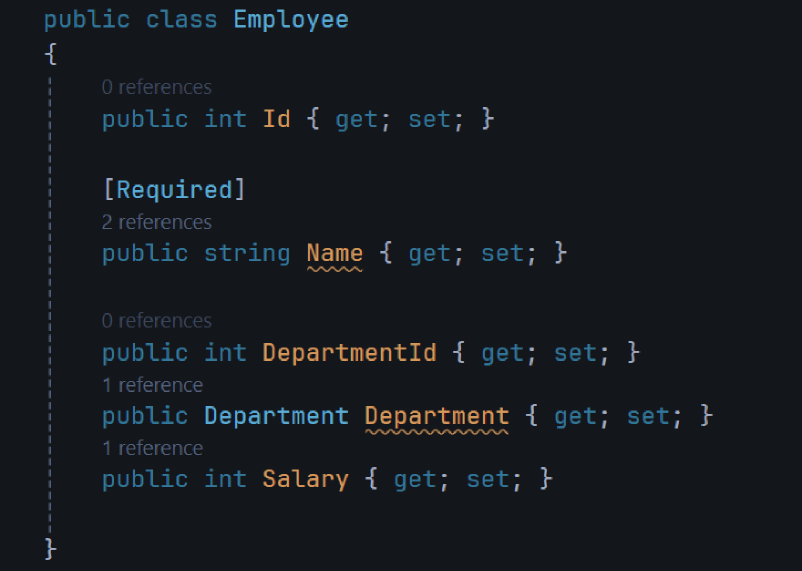 public class Employee
{
0 references
public int Id { get; set; }
[Required]
2 references
public string Name { get; set; }
0 references
public int DepartmentId { get; set; }
1 reference
public Department Department { get; set; }
1 reference
public int Salary { get; set; }
}